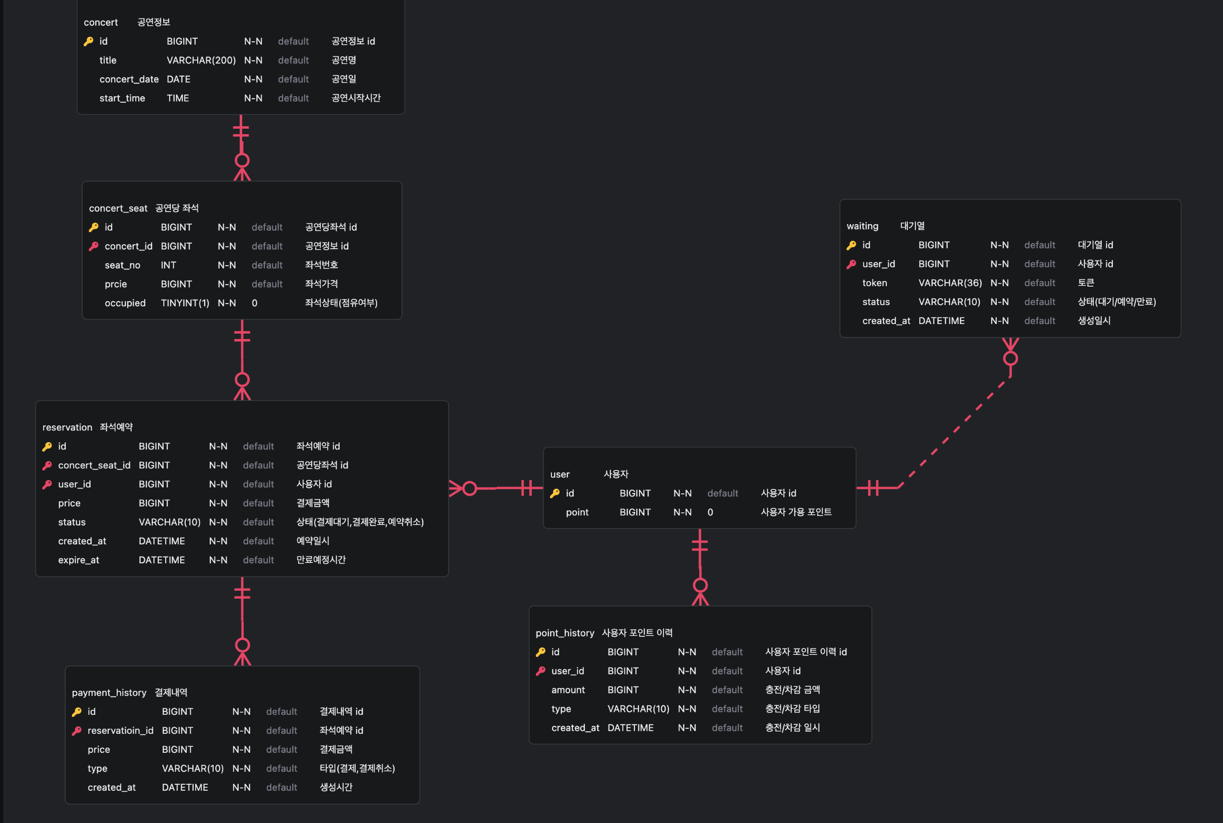 concert 공연정보
id BIGINT N-N default 공연정보 id
title VARCHAR(200) N-N default 공연명
concert_date DATE N-N default 공연일
start_time TIME N-N default 공연시작시간
concert_seat 공연당 좌석
id BIGINT N-N default 공연당좌석 id
concert_id BIGINT N-N default 공연정보 id
seat_no INT N-N default 좌석번호
prcie BIGINT N-N default 좌석가격
occupied TINYINT(1) N-N 0 좌석상태(점유여부)
waiting 대기열
id BIGINT N-N default 대기열 id
user_id BIGINT N-N default 사용자 id
token VARCHAR(36) N-N default 토큰
status VARCHAR(10) N-N default 상태(대기/예약/만료)
created_at DATETIME N-N default 생성일시
reservation 좌석예약
id BIGINT N-N default 좌석예약 id
concert_seat_id BIGINT N-N default 공연당좌석 id
user_id BIGINT N-N default 사용자 id
price BIGINT N-N default 결제금액
status VARCHAR(10) N-N default 상태(결제대기,결제완료,예약취소)
created_at DATETIME N-N default 예약일시
expire_at DATETIME N-N default 만료예정시간
user 사용자
id BIGINT N-N default 사용자 id
point BIGINT N-N 0 사용자 가용 포인트
point_history 사용자 포인트 이력
id BIGINT N-N default 사용자 포인트 이력 id
user_id BIGINT N-N default 사용자 id
amount BIGINT N-N default 충전/차감 금액
type VARCHAR(10) N-N default 충전/차감 타입
created_at DATETIME N-N default 충전/차감 일시
payment_history 결제내역
id BIGINT N-N default 결제내역 id
reservatioin_id BIGINT N-N default 좌석예약 id
price BIGINT N-N default 결제금액
type VARCHAR(10) N-N default 타입(결제,결제취소)
created_at DATETIME N-N default 생성시간